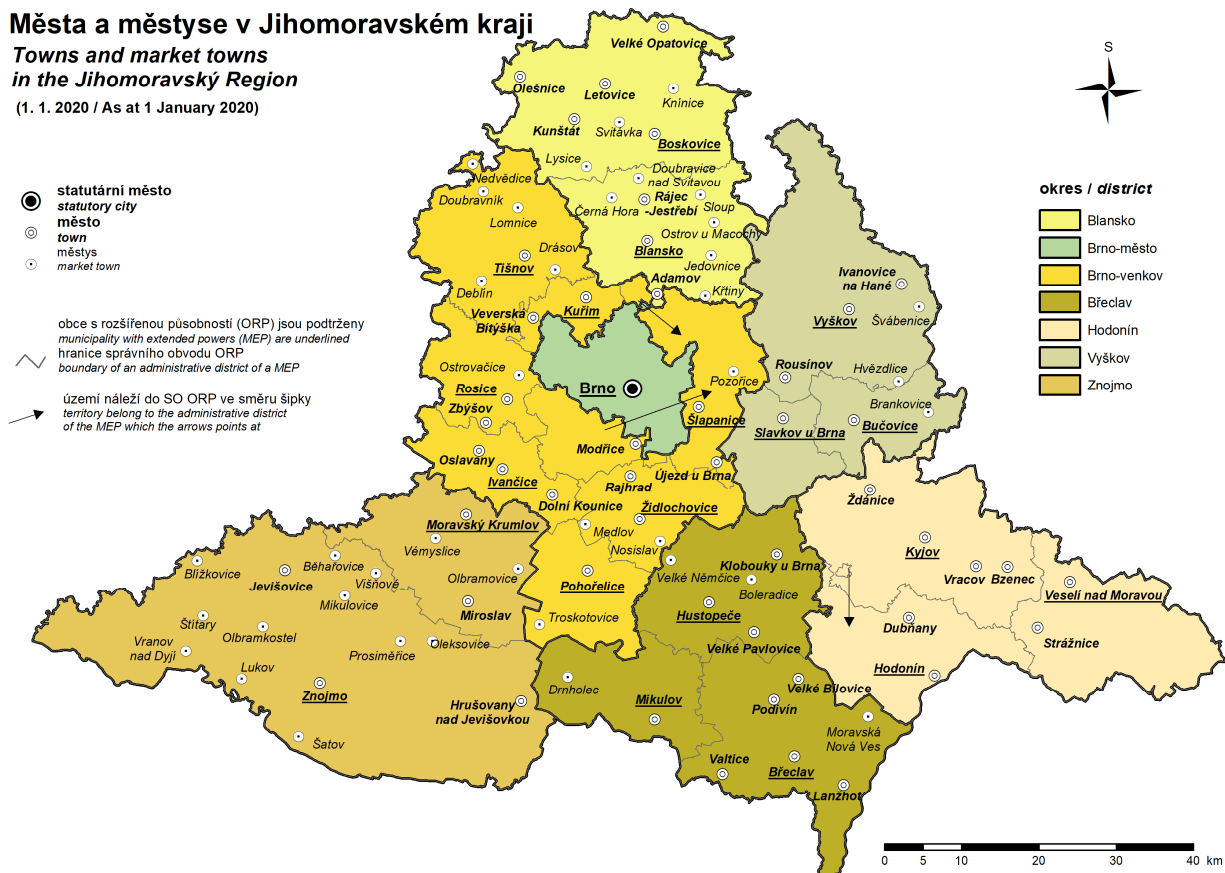 Města a městyse v Jihomoravském kraji
Towns and market towns
in the Jihomoravský Region
(1. 1. 2020 / As at 1 January 2020)
S
statutární město
statutory city
město
town
městys
market town
obce s rozšířenou působností (ORP) jsou podtrženy
municipality with extended powers (MEP) are underlined
hranice správního obvodu ORP
boundary of an administrative district of a MEP
území náleží do SO ORP ve směru šipky
territory belong to the administrative district
of the MEP which the arrows points at
okres / district
Blansko
Brno-město
Brno-venkov
Břeclav
Hodonín
Vyškov
Znojmo
Velké Opatovice
Olešnice
Letovice
Knínice
Kunštát
Svitávka
Boskovice
Lysice
Doubravice
nad Svitavou
Černá Hora
Rájec
-Jestřebí
Sloup
Ostrov u Macochy
Blansko
Jedovnice
Adamov
Křtiny
Nedvědice
Doubravník
Lomnice
Drásov
Tišnov
Deblín
Kuřim
Veverská
Bítýška
Ostrovačice
Rosice
Zbýšov
Oslavany
Ivančice
Dolní Kounice
Brno
Modřice
Rajhrad
Pozořice
Šlapanice
Újezd u Brna
Židlochovice
Medlov
Nosislav
Pohořelice
Troskotovice
Ivanovice
na Hané
Vyškov
Švábenice
Rousínov
Hvězdlice
Brankovice
Slavkov u Brna
Bučovice
Ždánice
Kyjov
Vracov
Bzenec
Veselí nad Moravou
Dubňany
Strážnice
Hodonín
Moravský Krumlov
Vémyslice
Běhařovice
Blížkovice
Jevišovice
Višňové
Olbramovice
Mikulovice
Miroslav
Štítary
Olbramkostel
Vranov
nad Dyjí
Prosiměřice
Oleksovice
Lukov
Znojmo
Hrušovany
nad Jevišovkou
Šatov
Klobouky u Brna
Velké Němčice
Boleradice
Hustopeče
Velké Pavlovice
Drnholec
Mikulov
Velké Bílovice
Podivín
Moravská
Nová Ves
Valtice
Břeclav
Lanžhot
0 5 10 20 30 40 km